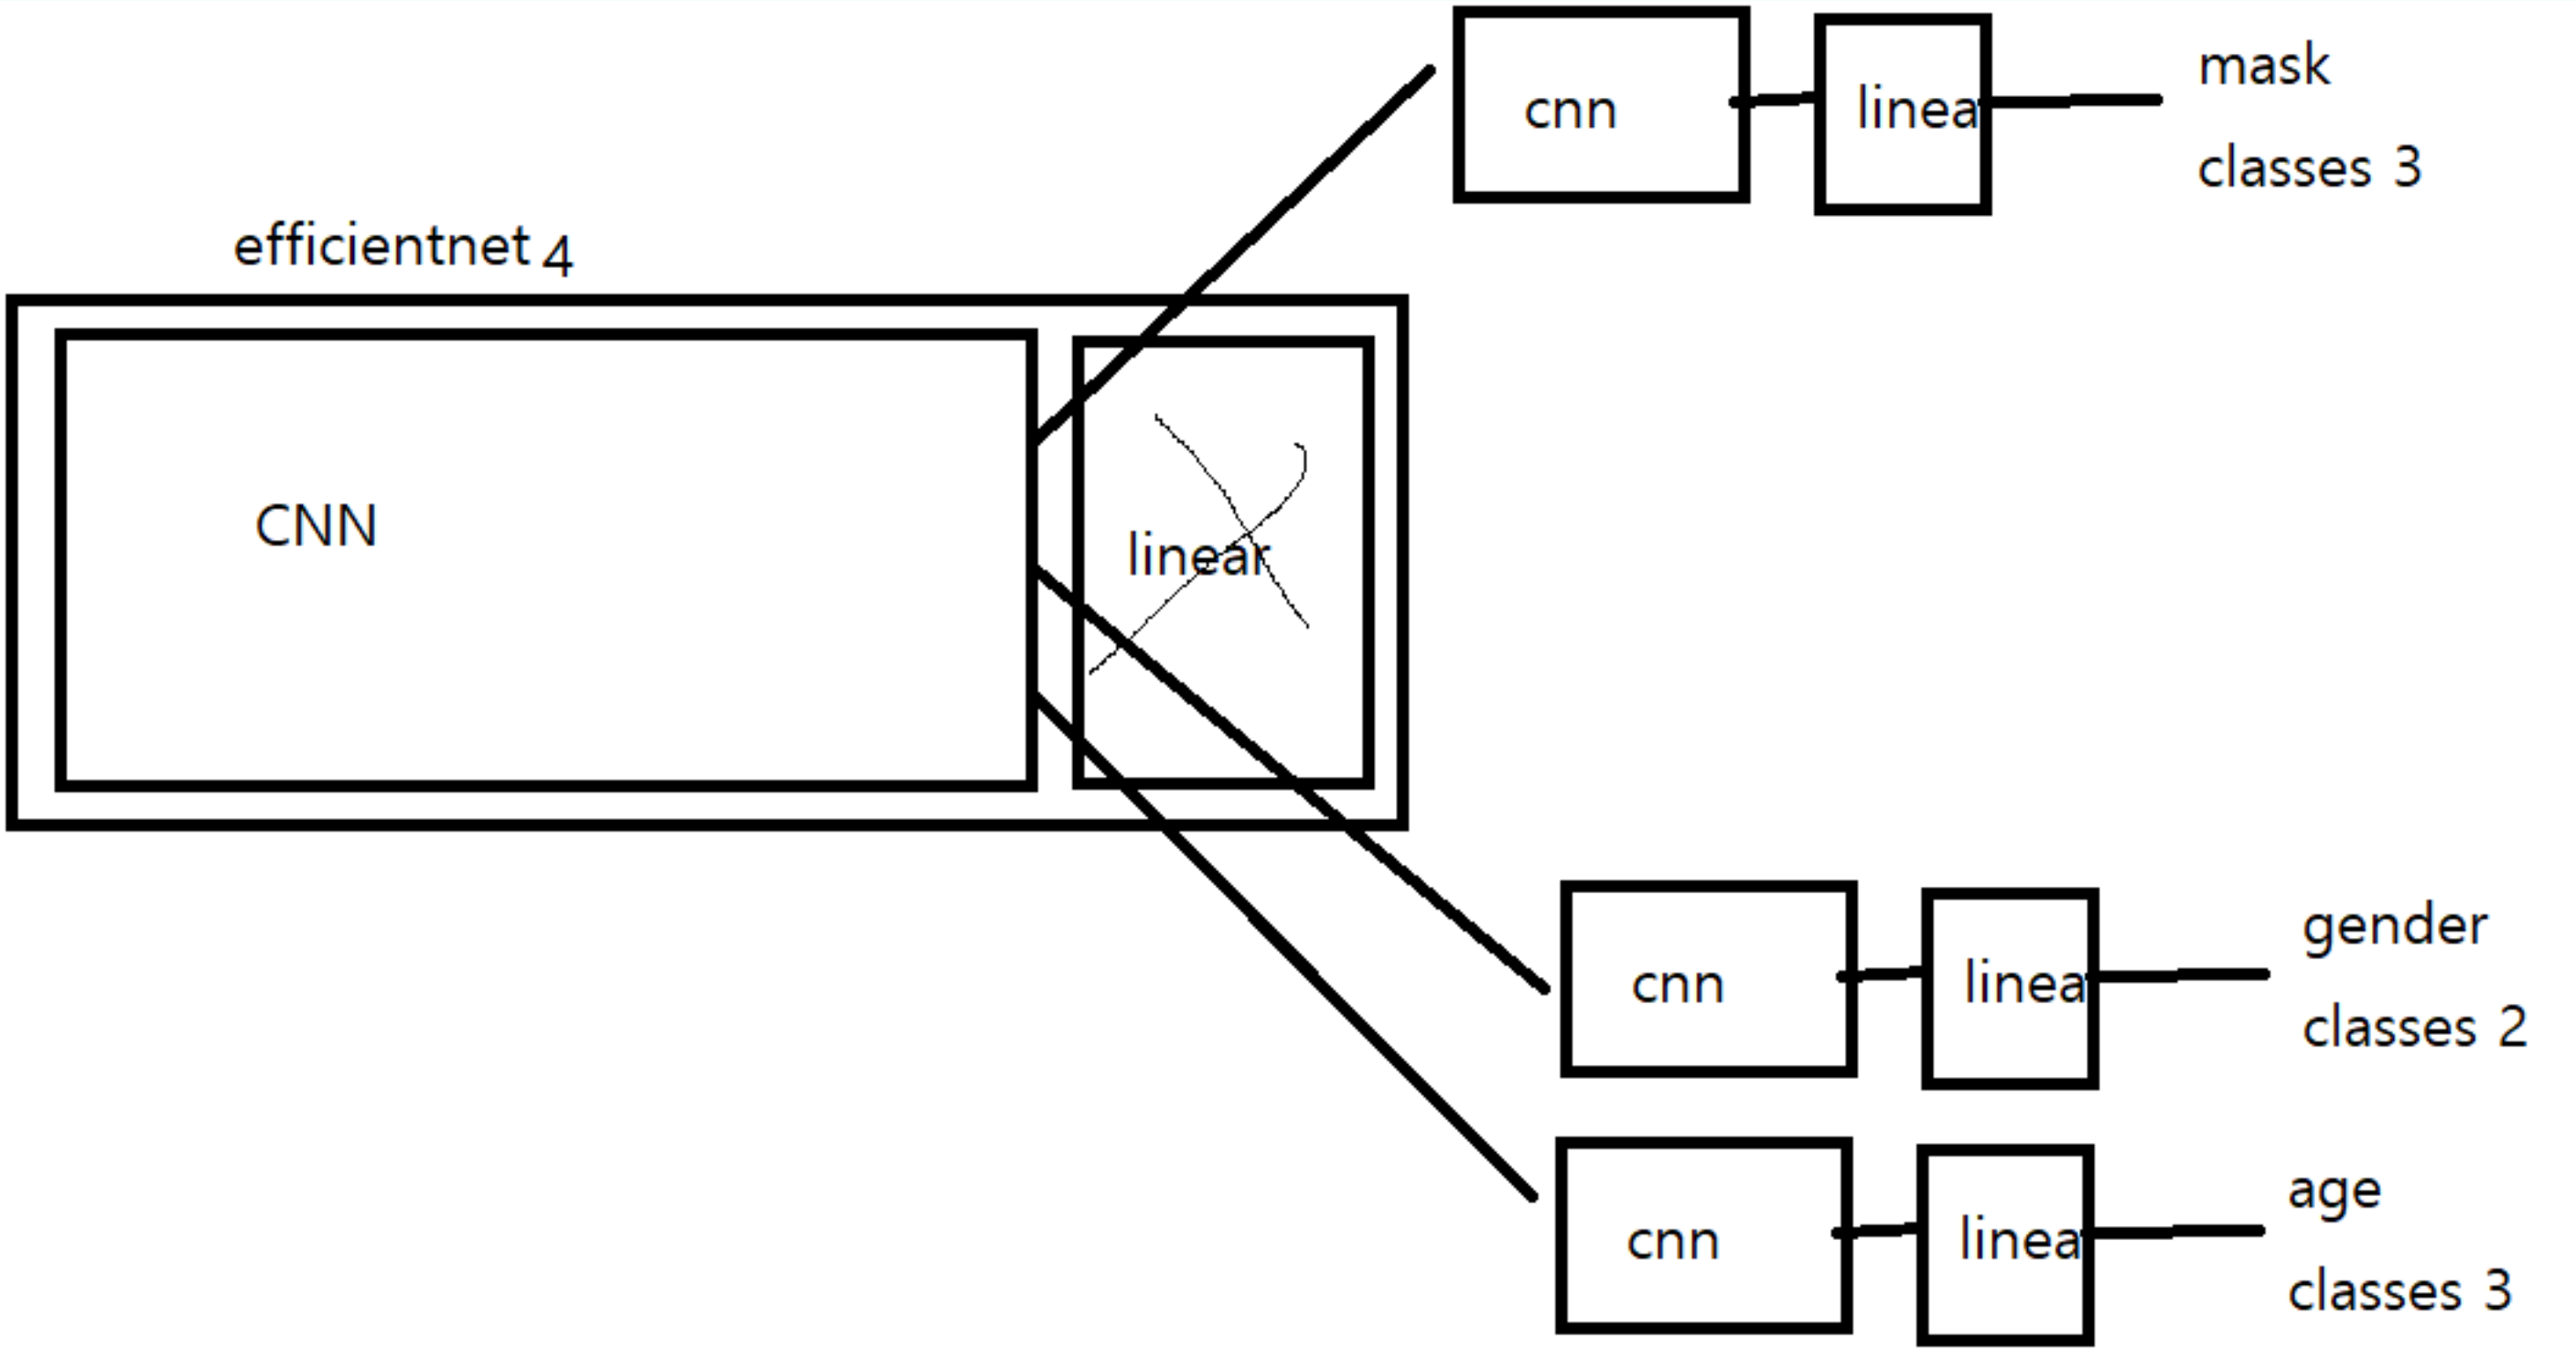 efficientnet 4
CNN
linear
cnn
linea
mask
classes 3
cnn
linea
gender
classes 2
cnn
linea
age
classes 3